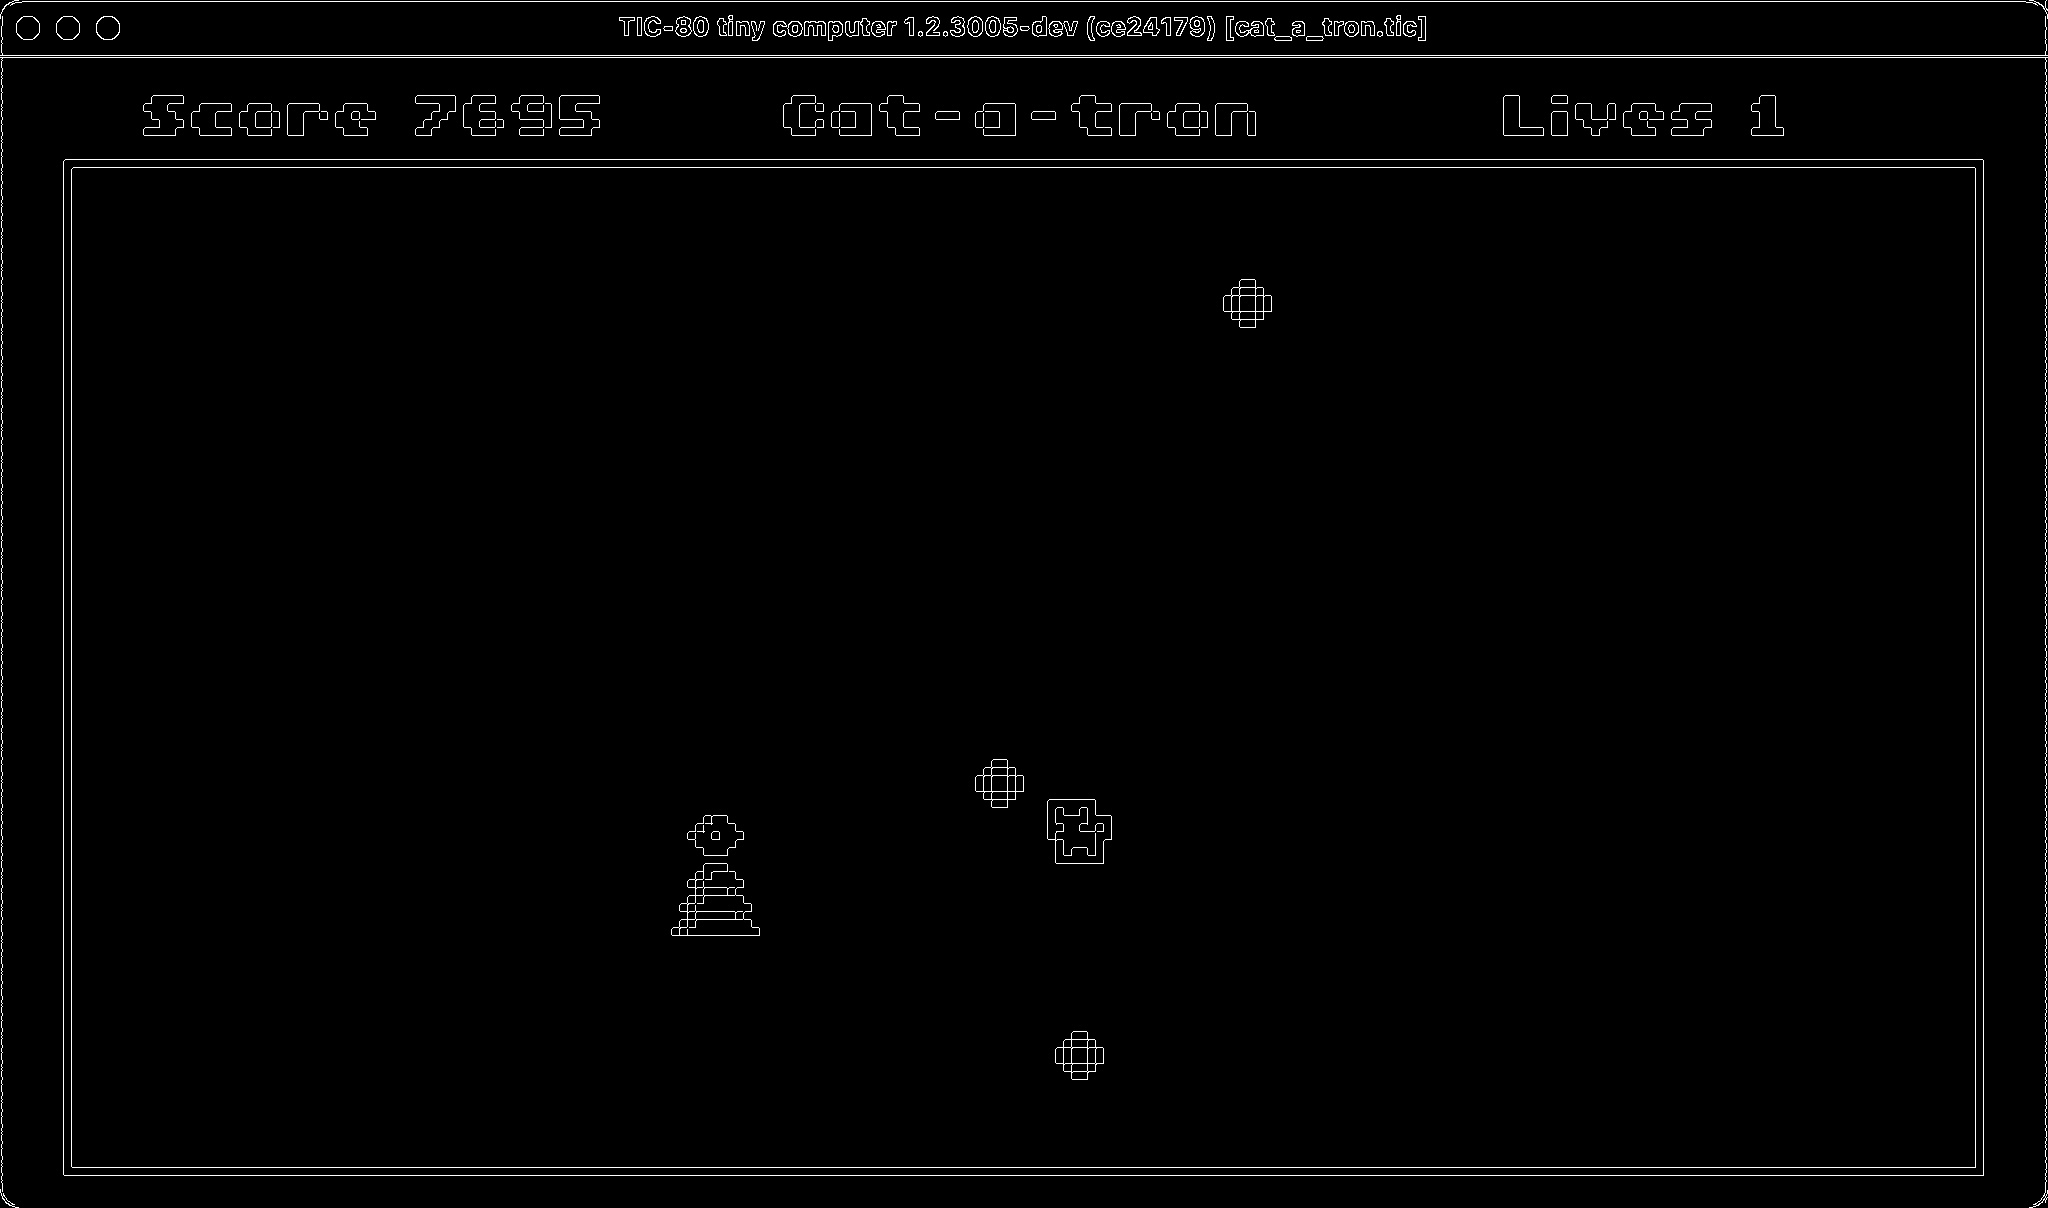 TIC-80 tiny computer 1.2.3005-dev (ce24179) [cat_a_tron.tic]
Score 7695 Cat-a-tron Lives 1